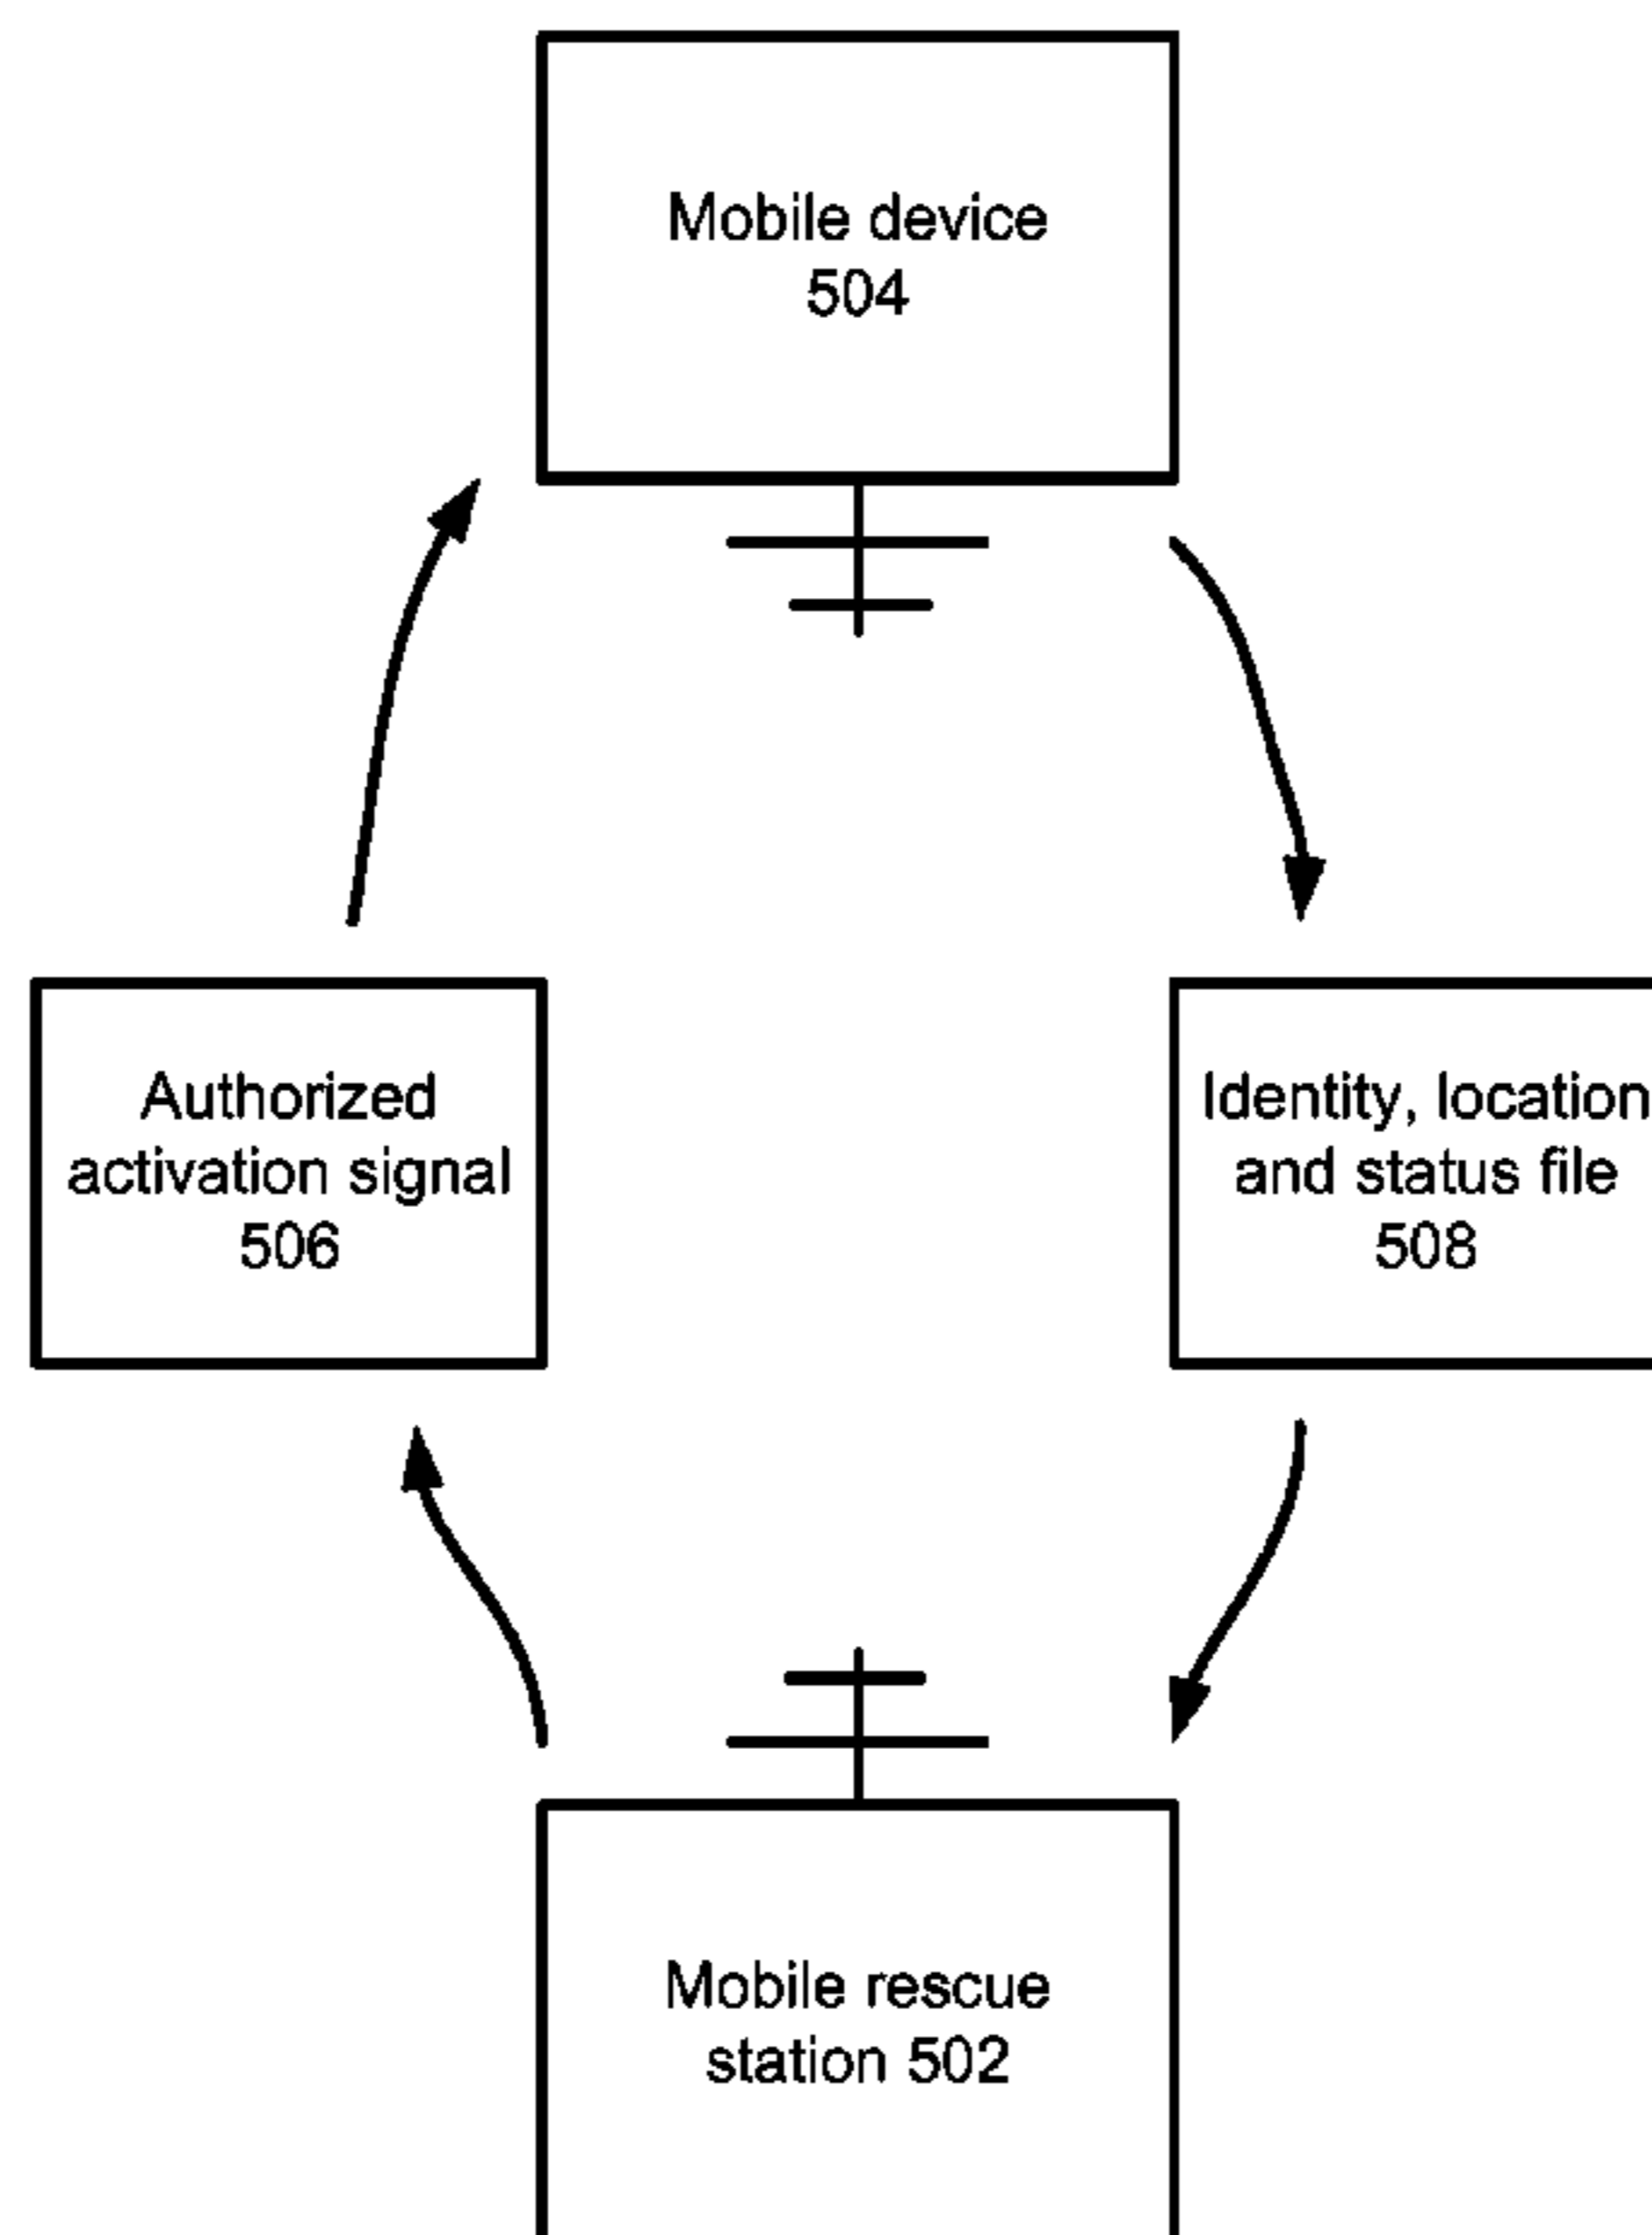 Mobile device
504
Authorized
activation signal
506
Identity, location
and status file
508
Mobile rescue
station 502